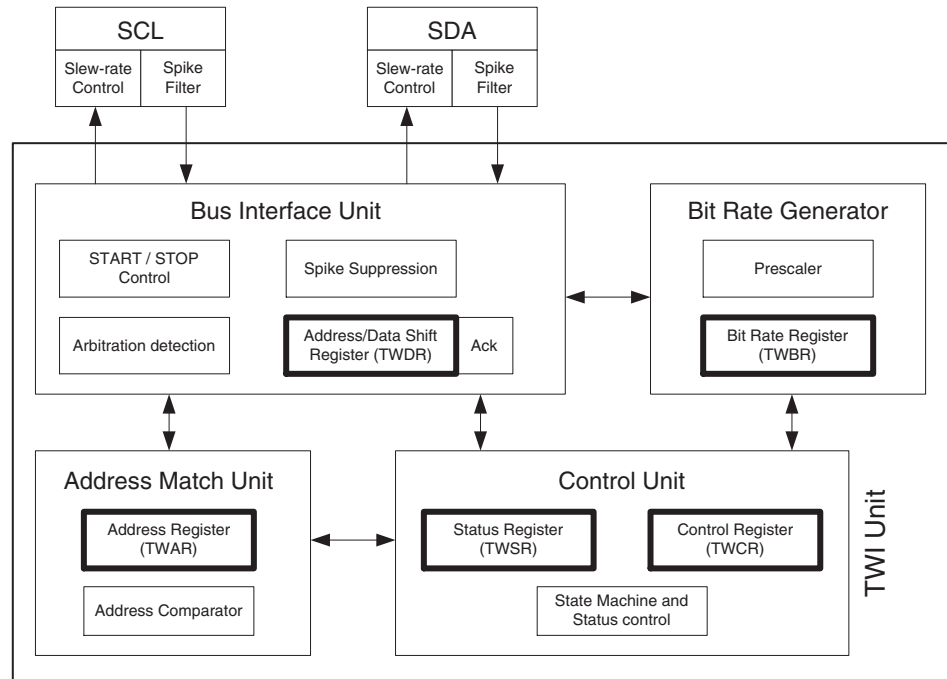 SCL
Slew-rate
Control
Spike
Filter
SDA
Slew-rate
Control
Spike
Filter
Bus Interface Unit
START / STOP
Control
Spike Suppression
Arbitration detection
Address/Data Shift
Register (TWDR)
Ack
Bit Rate Generator
Prescaler
Bit Rate Register
(TWBR)
Address Match Unit
Address Register
(TWAR)
Address Comparator
Control Unit
Status Register
(TWSR)
Control Register
(TWCR)
State Machine and
Status control
TWI Unit